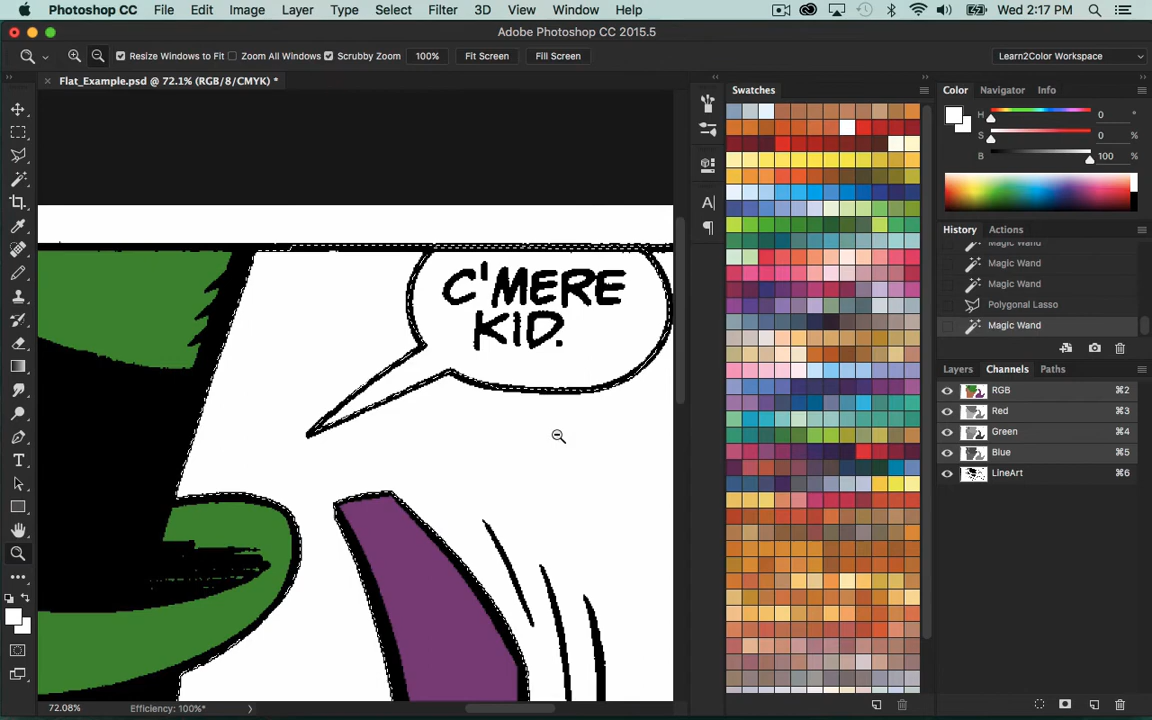 Photoshop CC File Edit Image Layer Type Select Filter 3D View Window Help Wed 2:17 PM
Adobe Photoshop CC 2015.5
Resize Windows to Fit Zoom All Windows Scrubby Zoom 100% Fit Screen Fill Screen Learn2Color Workspace
Flat_Example.psd @ 72.1% (RGB/8/CMYK) *
Swatches
Color Navigator Info
H 0 °
S 0 %
B 100 %
History Actions
Magic Wand
Magic Wand
Magic Wand
Polygonal Lasso
Magic Wand
Layers Channels Paths
RGB ⌘2
Red ⌘3
Green ⌘4
Blue ⌘5
LineArt ⌘6
C'MERE
KID.
72.08% Efficiency: 100%*